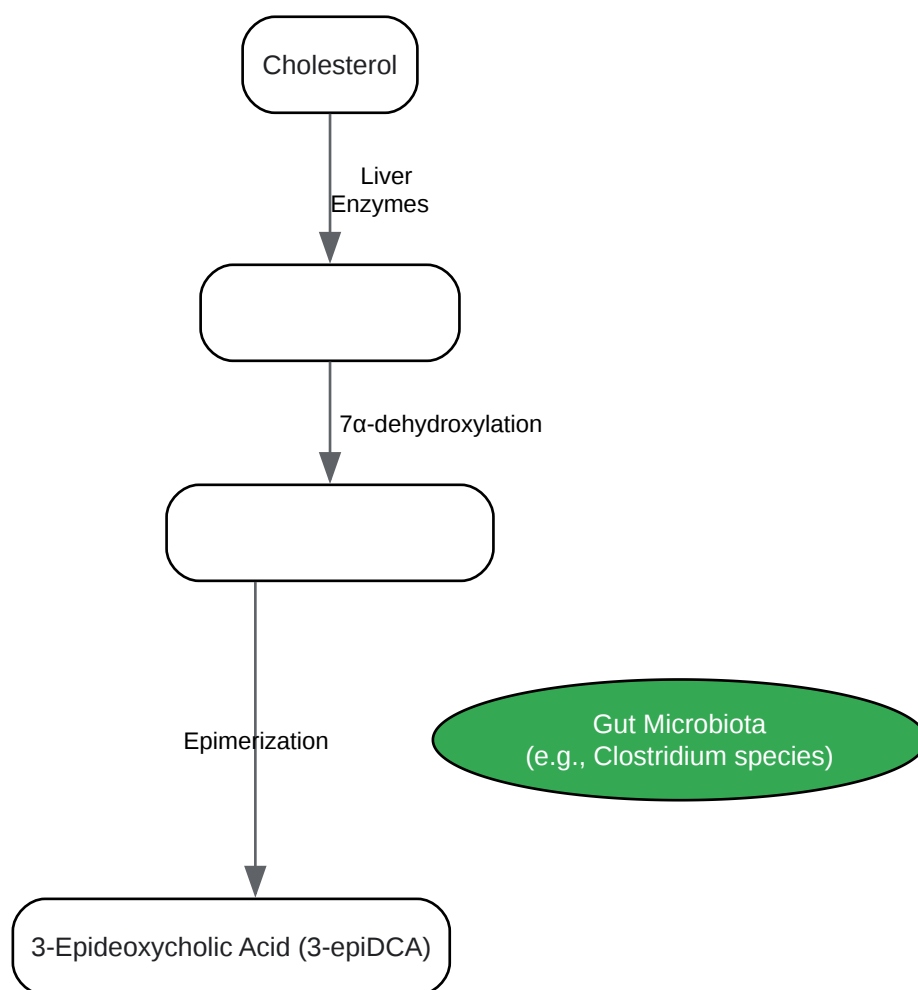 Cholesterol
Liver
Enzymes
7α-dehydroxylation
Epimerization
Gut Microbiota
(e.g., Clostridium species)
3-Epideoxycholic Acid (3-epiDCA)